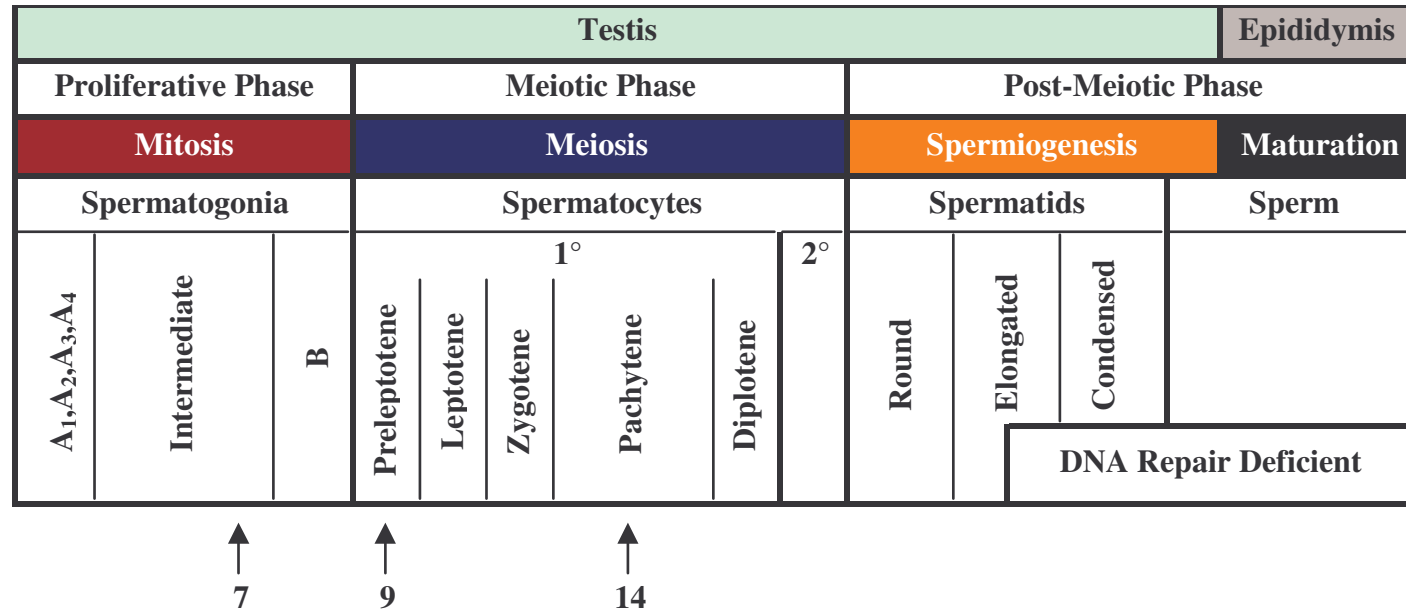 Testis Epididymis
Proliferative Phase Meiotic Phase Post-Meiotic Phase
Mitosis Meiosis Spermiogenesis Maturation
Spermatogonia Spermatocytes Spermatids Sperm
1° 2°
A₁,A₂,A₃,A₄ Intermediate B Preleptotene Leptotene Zygotene Pachytene Diplotene Round Elongated Condensed
DNA Repair Deficient
7 9 14